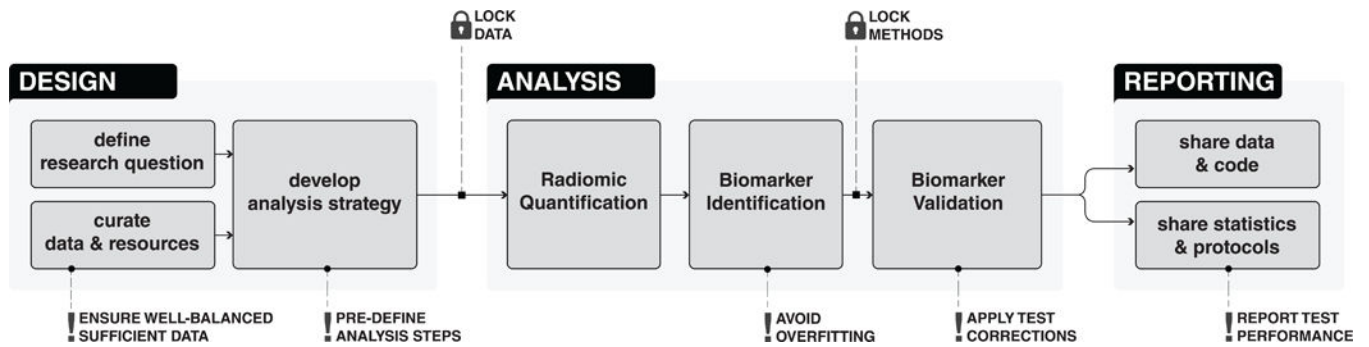 LOCK
DATA
LOCK
METHODS
DESIGN
ANALYSIS
REPORTING
define
research question
curate
data & resources
develop
analysis strategy
Radiomic
Quantification
Biomarker
Identification
Biomarker
Validation
share data
& code
share statistics
& protocols
! ENSURE WELL-BALANCED
SUFFICIENT DATA
! PRE-DEFINE
ANALYSIS STEPS
! AVOID
OVERFITTING
! APPLY TEST
CORRECTIONS
! REPORT TEST
PERFORMANCE